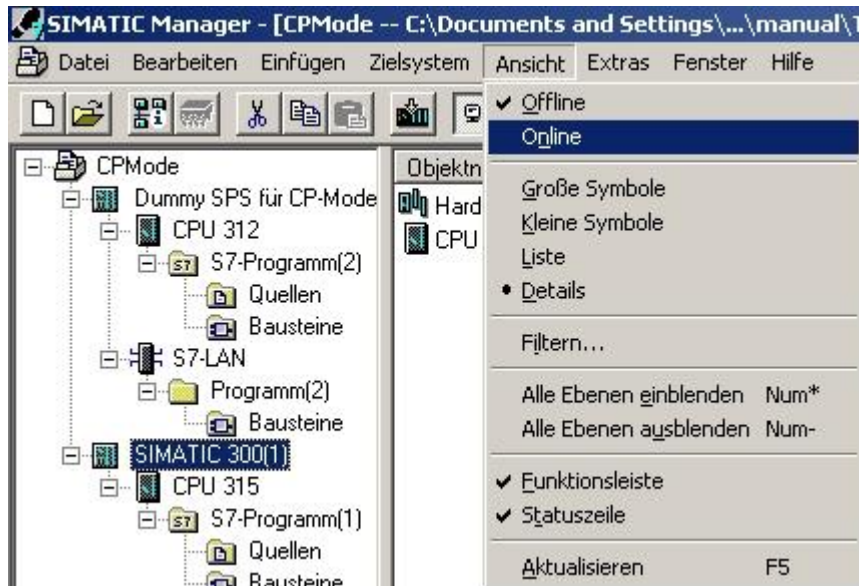 SIMATIC Manager - [CPMode -- C:\Documents and Settings\...\manual\
Datei Bearbeiten Einfügen Zielsystem Ansicht Extras Fenster Hilfe
CPMode
Dummy SPS für CP-Mode
CPU 312
S7-Programm(2)
Quellen
Bausteine
S7-LAN
Programm(2)
Bausteine
SIMATIC 300(1)
CPU 315
S7-Programm(1)
Quellen
Bausteine
Objektn
Hard
CPU
Offline
Online
Große Symbole
Kleine Symbole
Liste
Details
Filtern...
Alle Ebenen einblenden Num*
Alle Ebenen ausblenden Num-
Funktionsleiste
Statuszeile
Aktualisieren F5